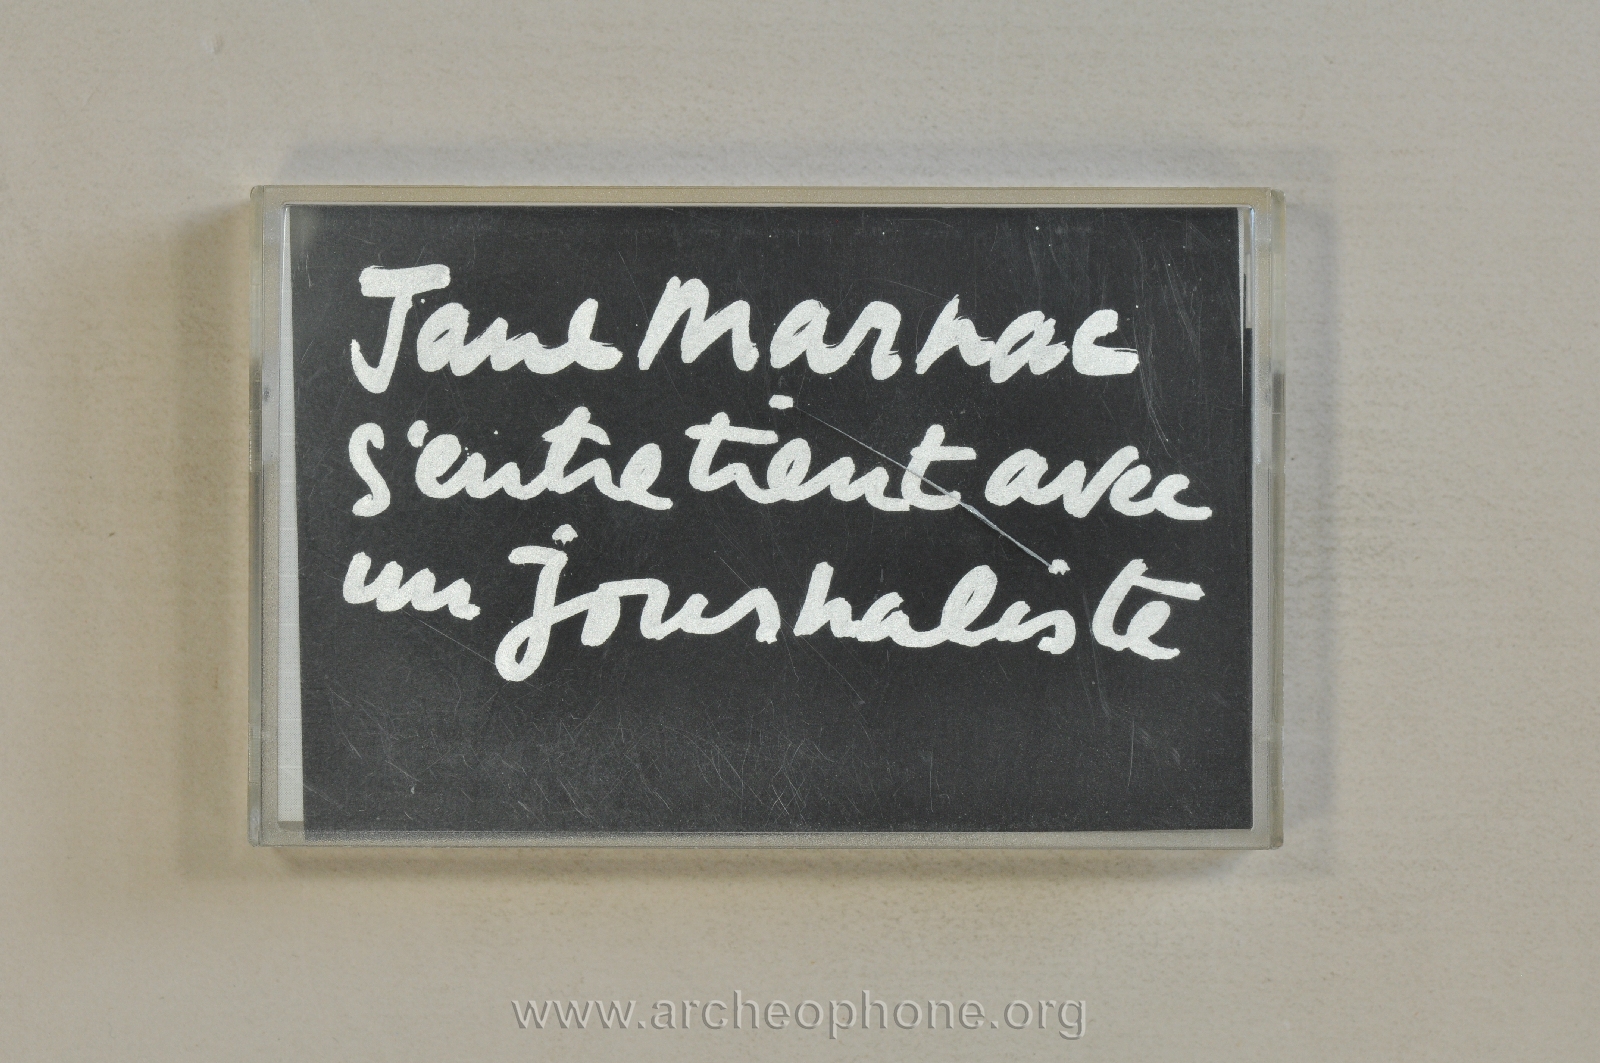 Jane Marnac
s'entretient avec
un journaliste
www.archeophone.org